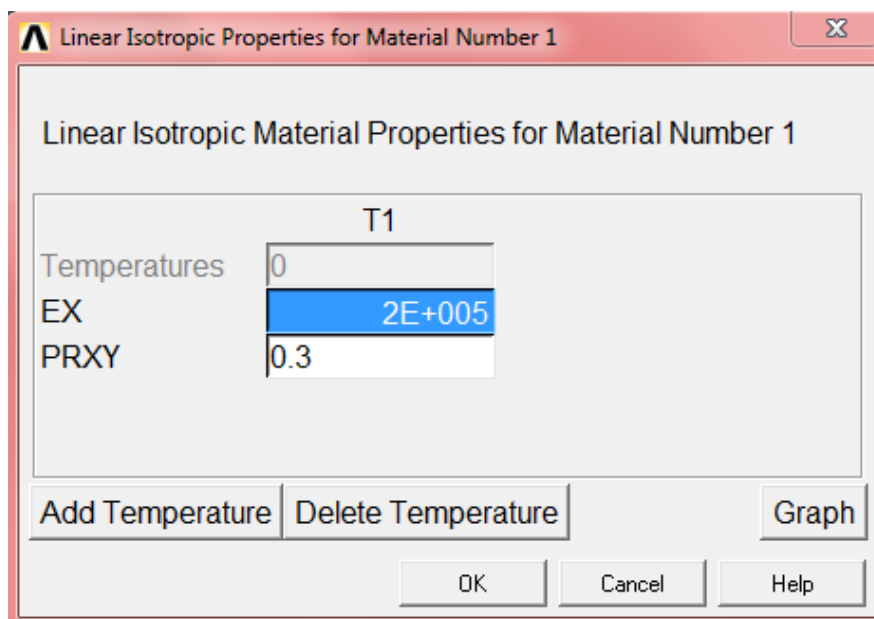 Linear Isotropic Properties for Material Number 1
Linear Isotropic Material Properties for Material Number 1
T1
Temperatures 0
EX 2E+005
PRXY 0.3
Add Temperature Delete Temperature Graph
OK Cancel Help